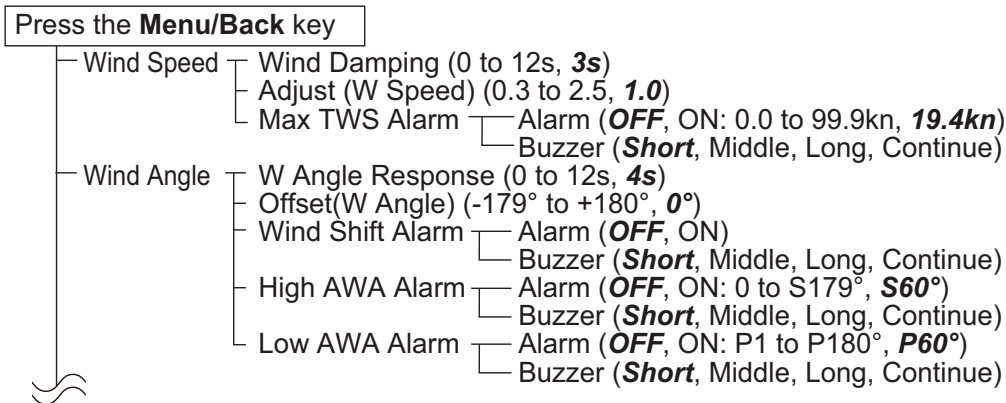 Press the Menu/Back key
Wind Speed Wind Damping (0 to 12s, 3s)
Adjust (W Speed) (0.3 to 2.5, 1.0)
Max TWS Alarm Alarm (OFF, ON: 0.0 to 99.9kn, 19.4kn)
Buzzer (Short, Middle, Long, Continue)
Wind Angle W Angle Response (0 to 12s, 4s)
Offset(W Angle) (-179° to +180°, 0°)
Wind Shift Alarm Alarm (OFF, ON)
Buzzer (Short, Middle, Long, Continue)
High AWA Alarm Alarm (OFF, ON: 0 to S179°, S60°)
Buzzer (Short, Middle, Long, Continue)
Low AWA Alarm Alarm (OFF, ON: P1 to P180°, P60°)
Buzzer (Short, Middle, Long, Continue)